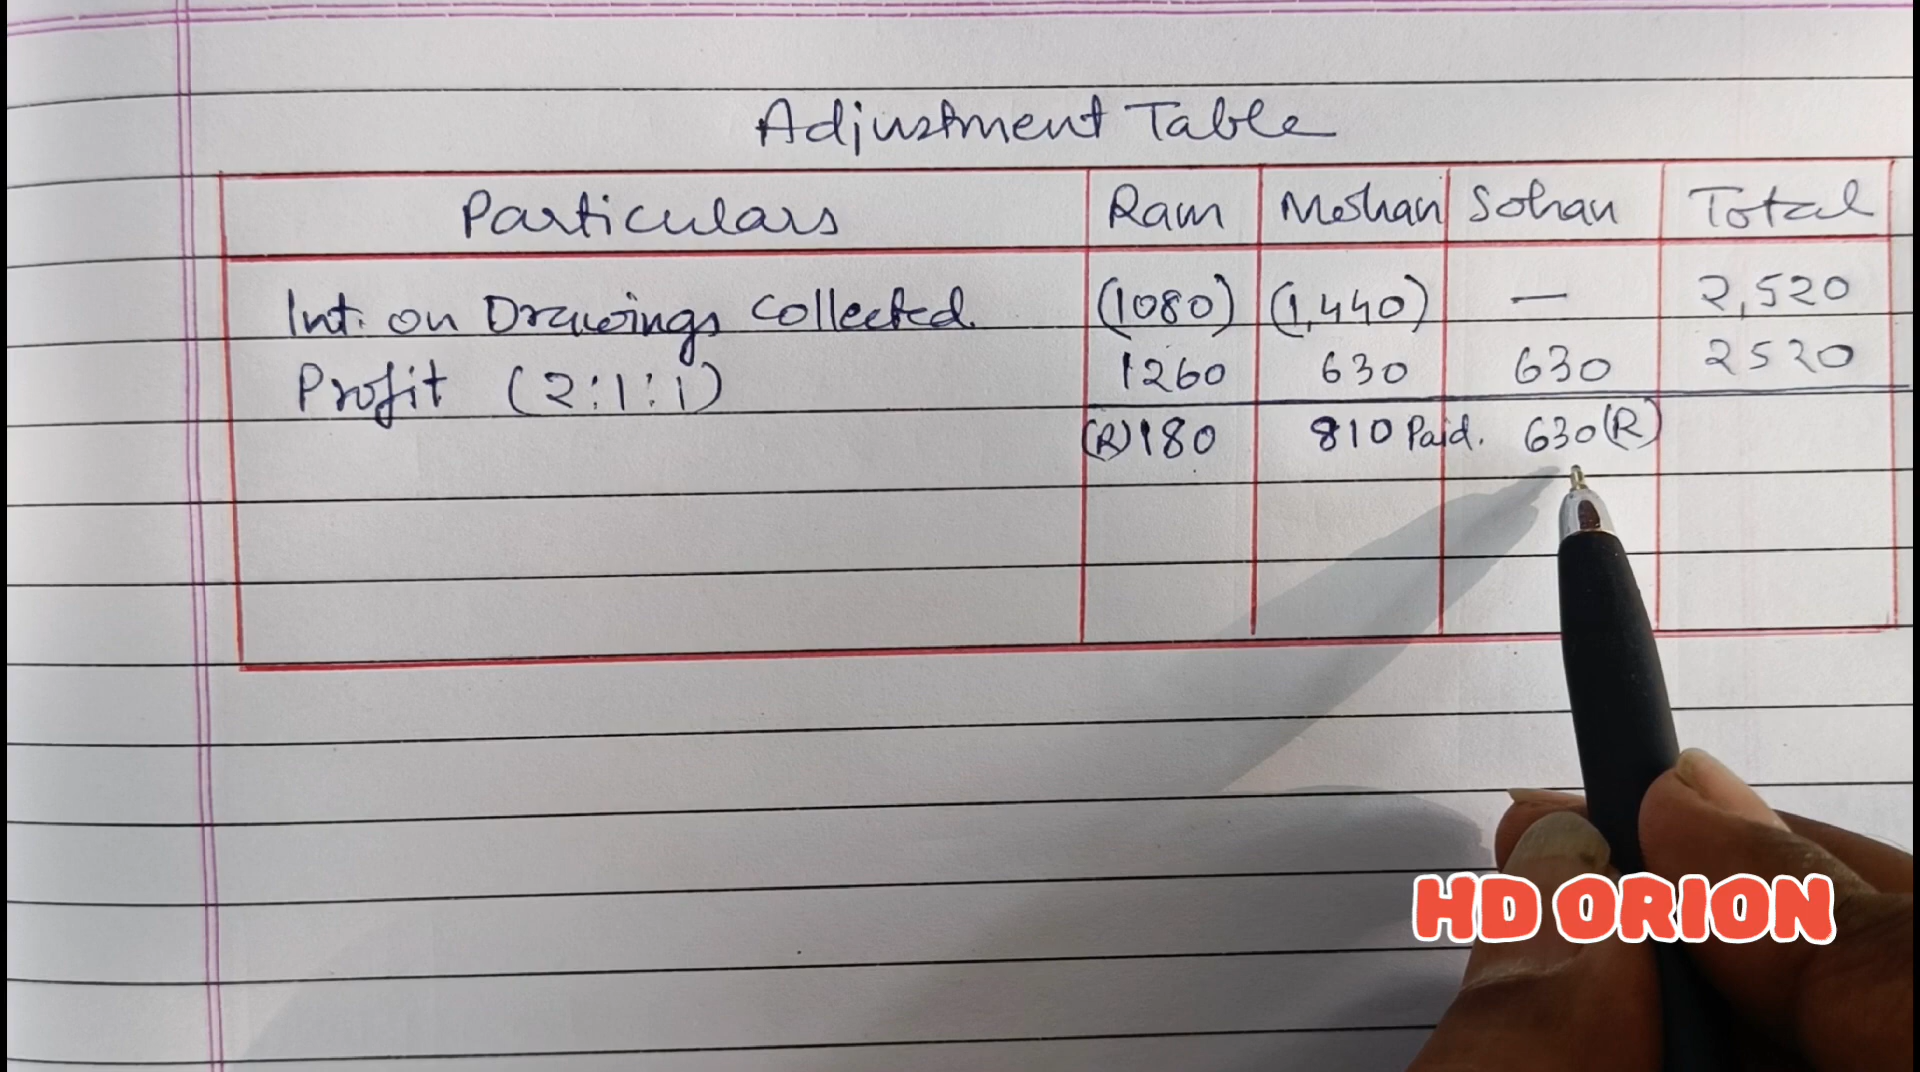 Adjustment Table
Particulars Ram Mohan Sohan Total
Int. on Drawings Collected. (1080) (1,440) — 2,520
Profit (2:1:1) 1260 630 630 2520
(R)180 810 Paid. 630(R)
HD ORION